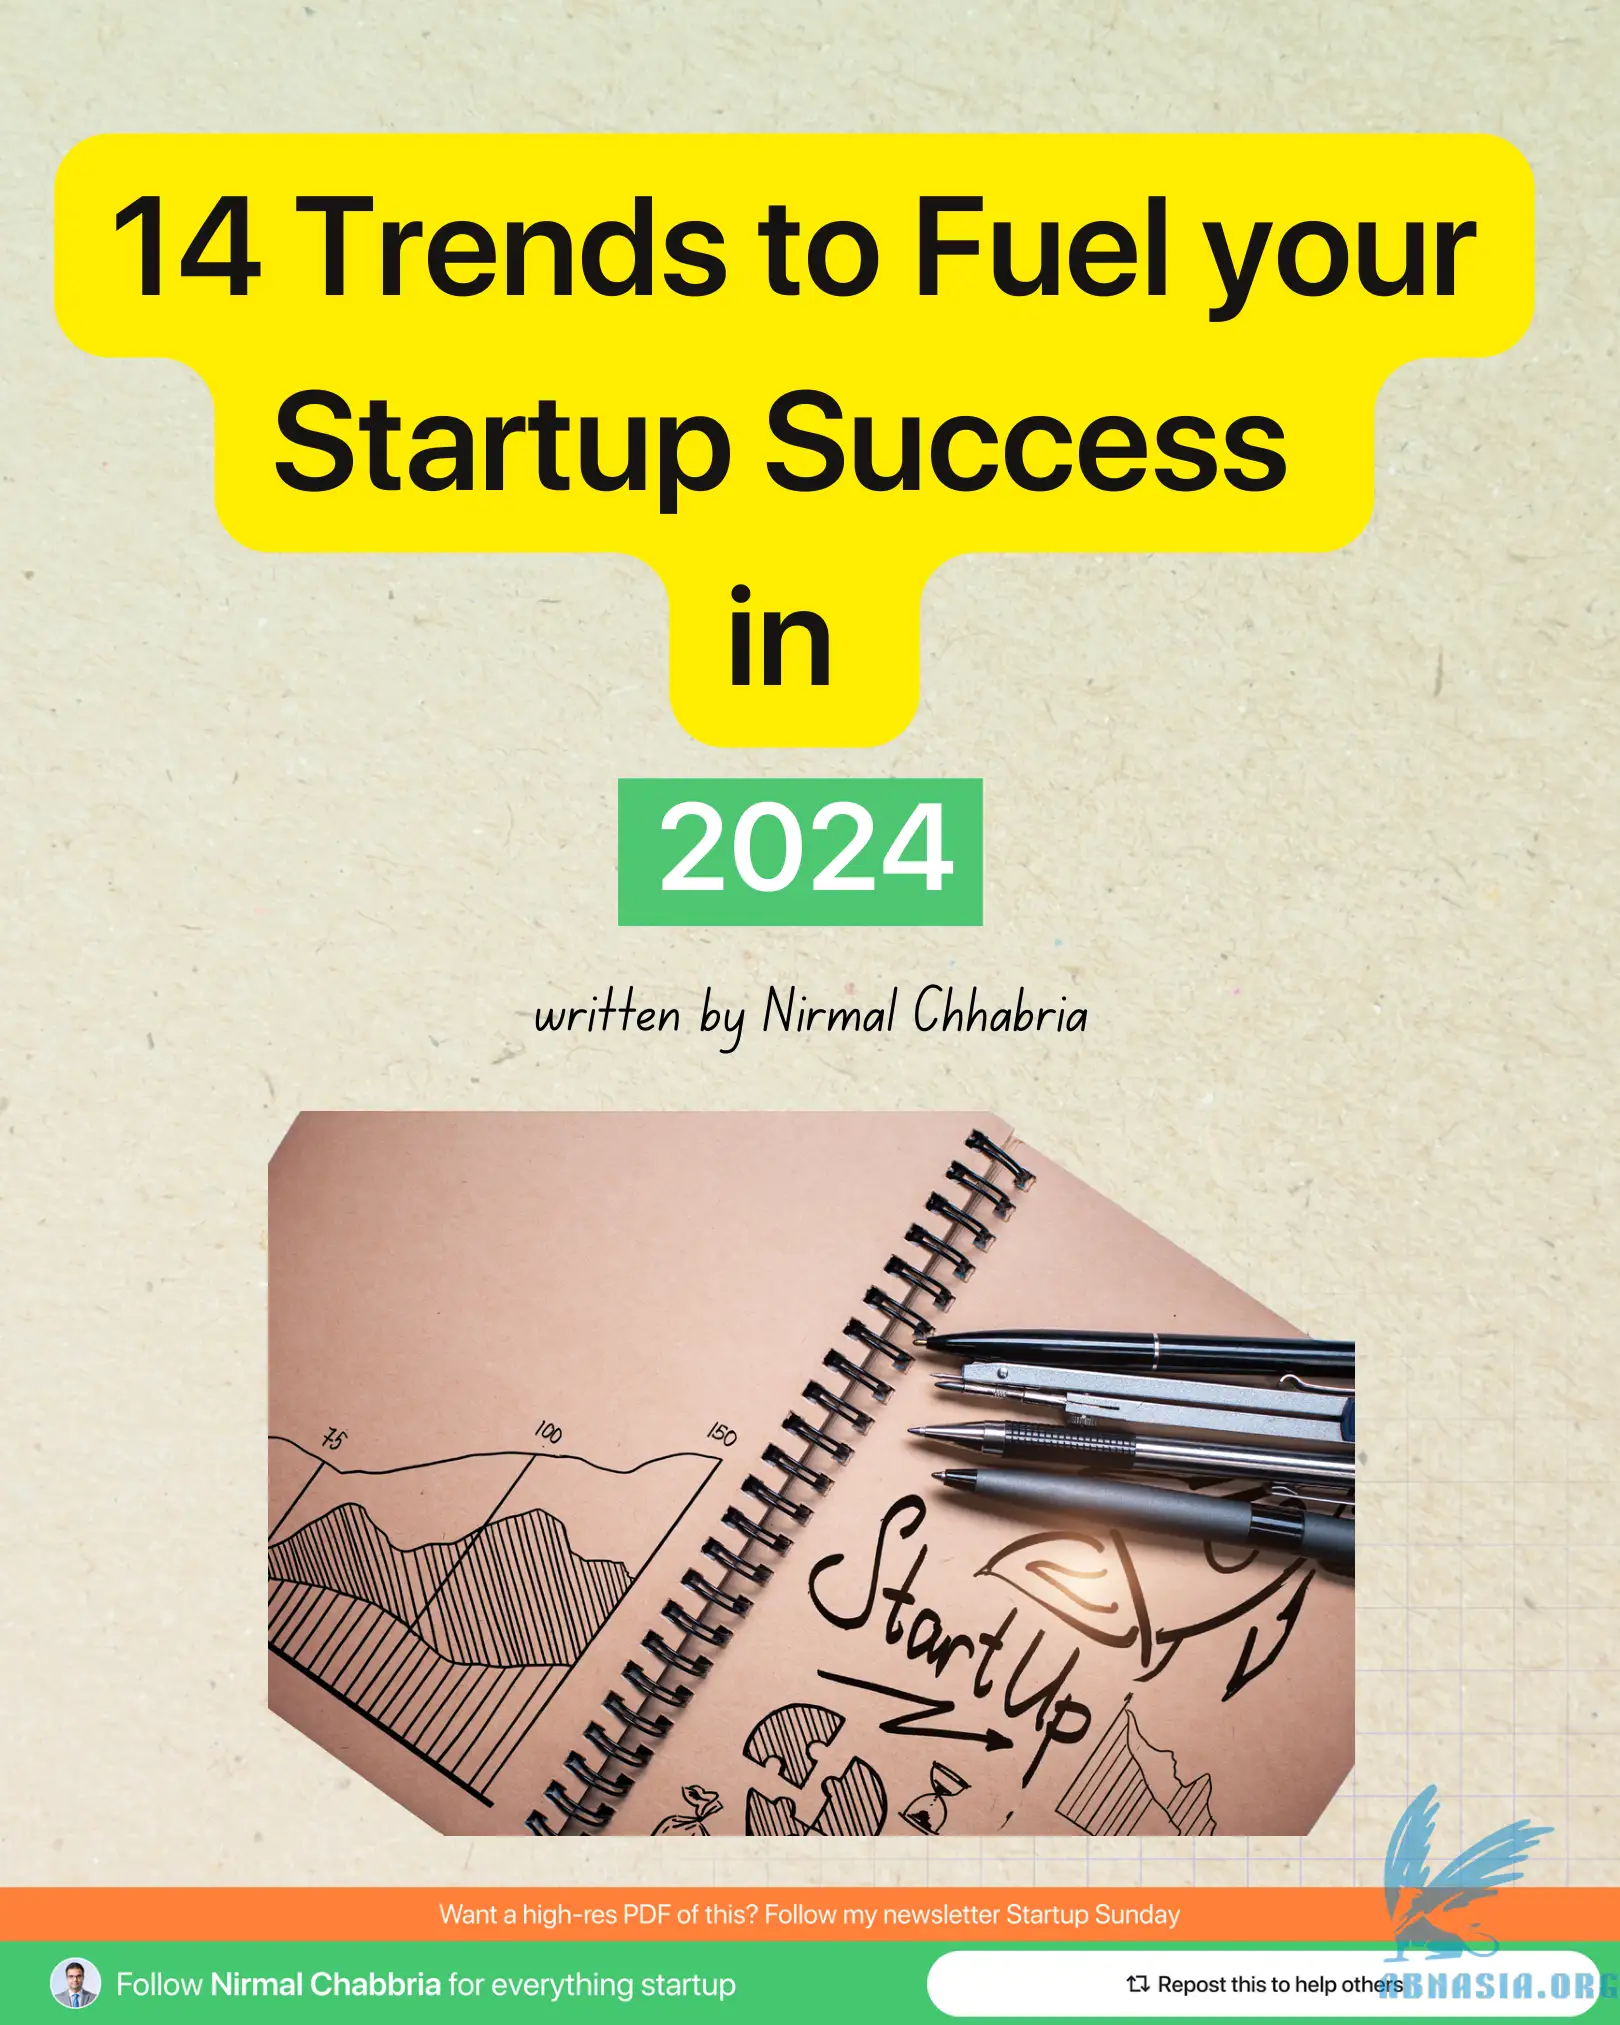 14 Trends to Fuel your
Startup Success
in
2024
written by Nirmal Chhabria
75
100
150
StartUp
Want a high-res PDF of this? Follow my newsletter Startup Sunday
Follow Nirmal Chabbria for everything startup
Repost this to help others
ABNASIA.ORG